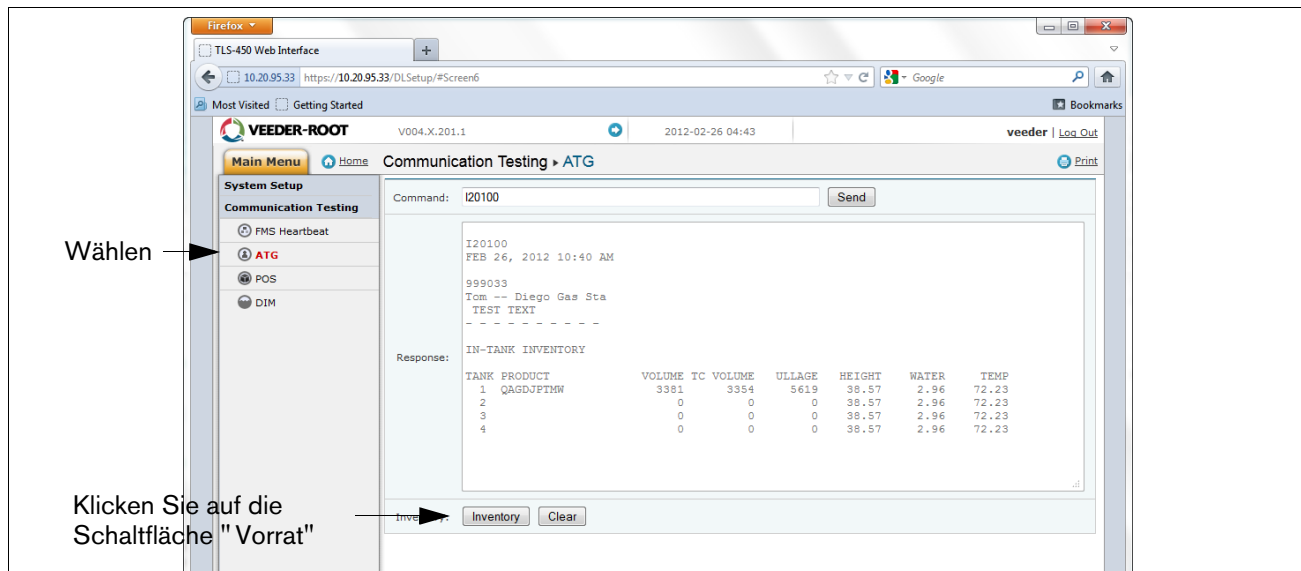 Firefox
TLS-450 Web Interface
10.20.95.33 https://10.20.95.33/DLSetup/#Screen6
Google
Most Visited Getting Started
Bookmarks
VEEDER-ROOT V004.X.201.1 2012-02-26 04:43 veeder | Log Out
Main Menu Home Communication Testing ▸ ATG Print
System Setup
Communication Testing
FMS Heartbeat
ATG
POS
DIM
Wählen
Command: I20100 Send
Response:
I20100
FEB 26, 2012 10:40 AM
999033
Tom -- Diego Gas Sta
TEST TEXT
- - - - - - - - - -
IN-TANK INVENTORY
TANK PRODUCT VOLUME TC VOLUME ULLAGE HEIGHT WATER TEMP
1 QAGDJPTMW 3381 3354 5619 38.57 2.96 72.23
2 0 0 0 38.57 2.96 72.23
3 0 0 0 38.57 2.96 72.23
4 0 0 0 38.57 2.96 72.23
Klicken Sie auf die
Schaltfläche "Vorrat"
Inventory Clear